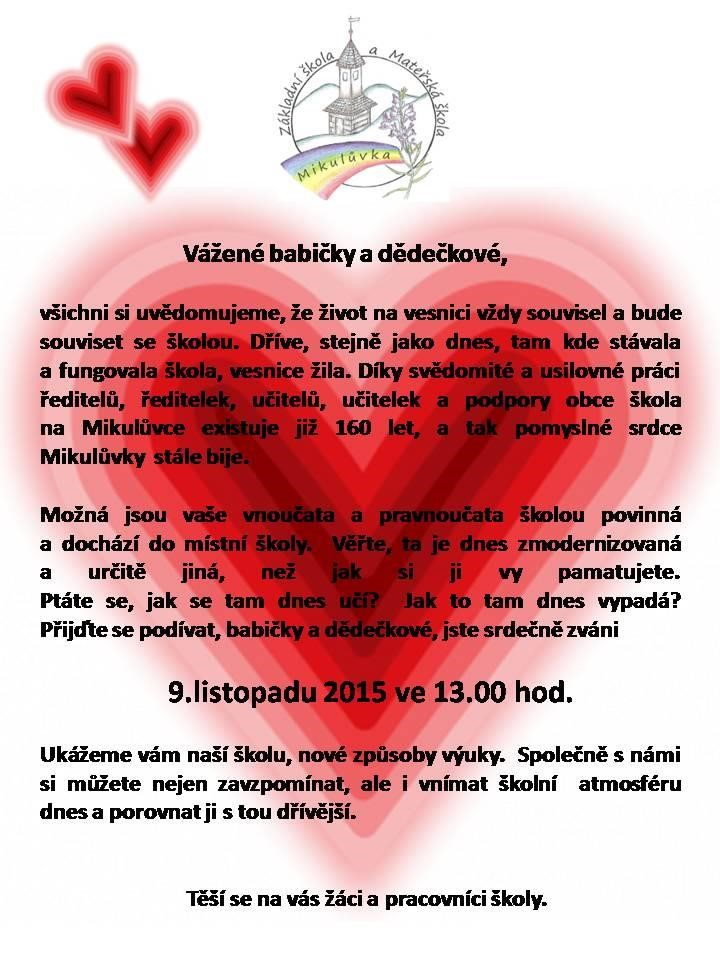 Základní škola a Mateřská škola
Mikulůvka
Vážené babičky a dědečkové,
všichni si uvědomujeme, že život na vesnici vždy souvisel a bude
souviset se školou. Dříve, stejně jako dnes, tam kde stávala
a fungovala škola, vesnice žila. Díky svědomité a usilovné práci
ředitelů, ředitelek, učitelů, učitelek a podpory obce škola
na Mikulůvce existuje již 160 let, a tak pomyslné srdce
Mikulůvky stále bije.
Možná jsou vaše vnoučata a pravnoučata školou povinná
a dochází do místní školy. Věřte, ta je dnes zmodernizovaná
a určitě jiná, než jak si ji vy pamatujete.
Ptáte se, jak se tam dnes učí? Jak to tam dnes vypadá?
Přijďte se podívat, babičky a dědečkové, jste srdečně zváni
9.listopadu 2015 ve 13.00 hod.
Ukážeme vám naší školu, nové způsoby výuky. Společně s námi
si můžete nejen zavzpomínat, ale i vnímat školní atmosféru
dnes a porovnat ji s tou dřívější.
Těší se na vás žáci a pracovníci školy.